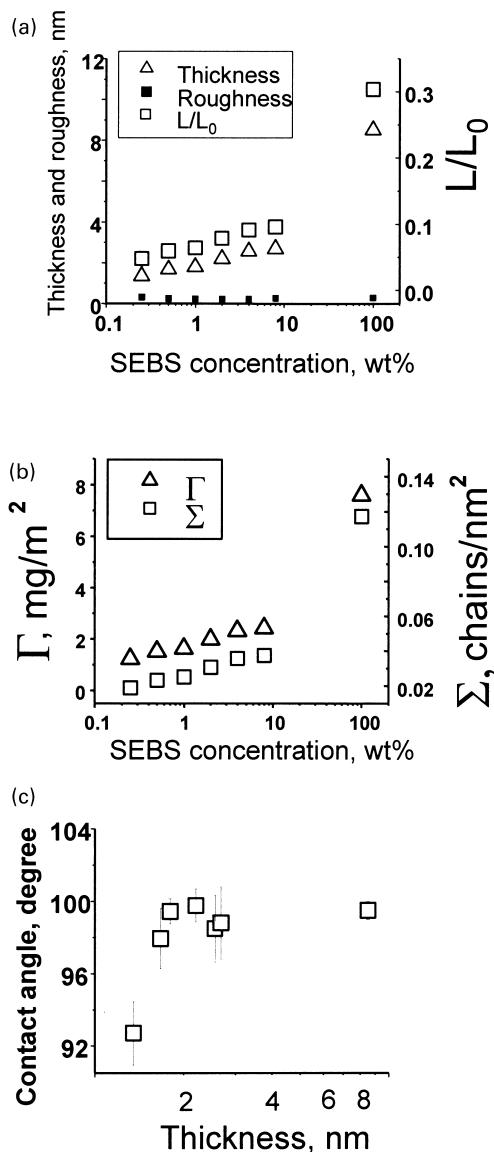 (a)
12
8
4
0
Thickness and roughness, nm
Thickness
Roughness
L/L0
0.3
0.2
0.1
0.0
L/L0
0.1 1 10 100
SEBS concentration, wt%
(b)
8
6
4
2
0
Γ, mg/m 2
Γ
Σ
0.14
0.10
0.06
0.02
Σ, chains/nm2
0.1 1 10 100
SEBS concentration, wt%
(c)
104
100
96
92
Contact angle, degree
2 4 6 8
Thickness, nm